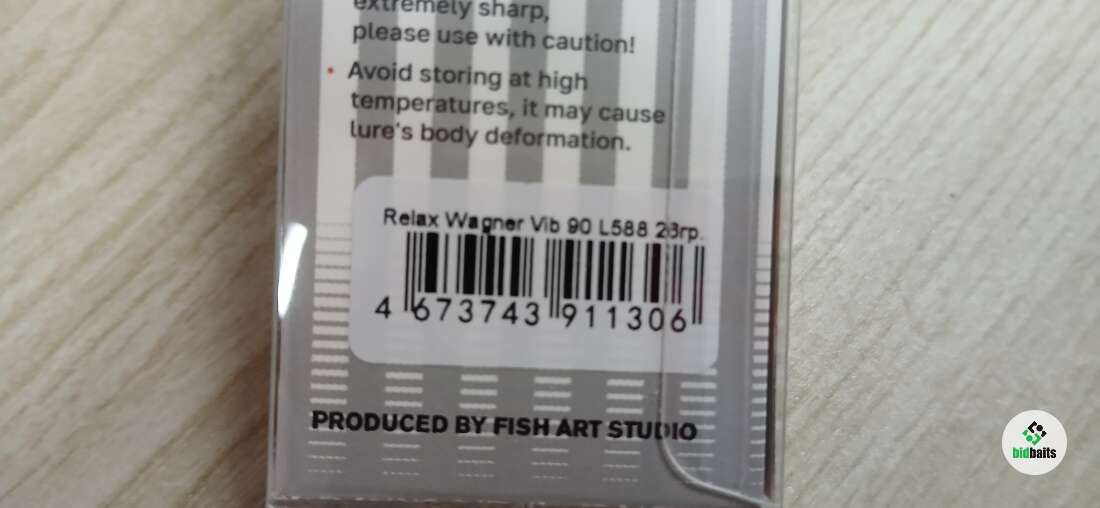 extremely sharp,
please use with caution!
• Avoid storing at high
temperatures, it may cause
lure's body deformation.
Relax Wagner Vib 90 L588 28гр.
4 673743 911306
PRODUCED BY FISH ART STUDIO
bidbaits